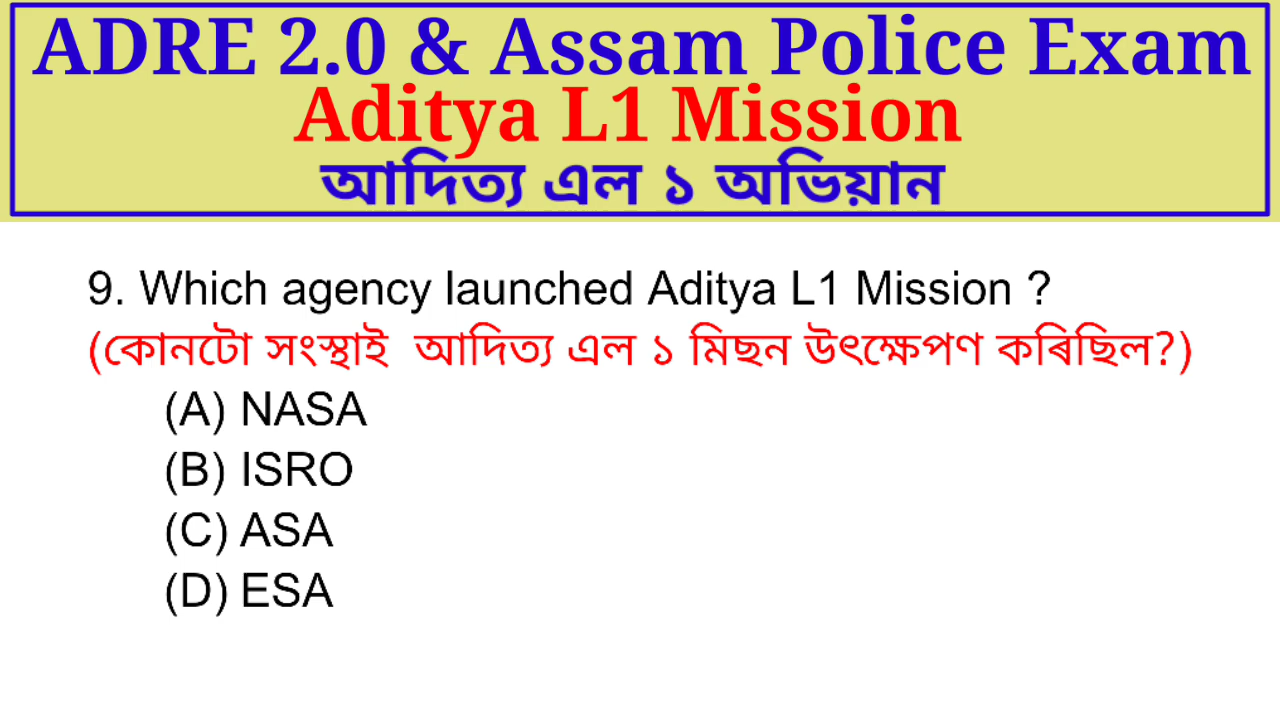 ADRE 2.0 & Assam Police Exam
Aditya L1 Mission
আদিত্য এল ১ অভিয়ান
9. Which agency launched Aditya L1 Mission ?
(কোনটো সংস্থাই আদিত্য এল ১ মিছন উৎক্ষেপণ কৰিছিল?)
(A) NASA
(B) ISRO
(C) ASA
(D) ESA